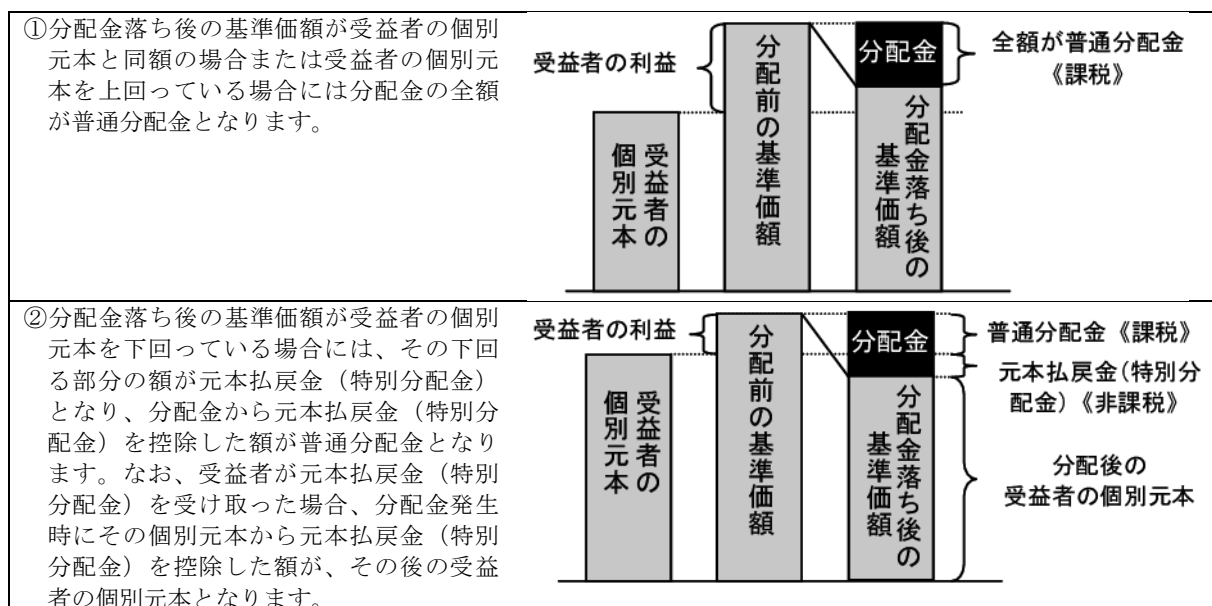 ①分配金落ち後の基準価額が受益者の個別
元本と同額の場合または受益者の個別元
本を上回っている場合には分配金の全額
が普通分配金となります。
受益者の利益
受益者の
個別元本
分配前の基準価額
分配金
分配金落ち後の
基準価額
全額が普通分配金
《課税》
②分配金落ち後の基準価額が受益者の個別
元本を下回っている場合には、その下回
る部分の額が元本払戻金（特別分配金）
となり、分配金から元本払戻金（特別分
配金）を控除した額が普通分配金となり
ます。なお、受益者が元本払戻金（特別
分配金）を受け取った場合、分配金発生
時にその個別元本から元本払戻金（特別
分配金）を控除した額が、その後の受益
者の個別元本となります。
受益者の利益
受益者の
個別元本
分配前の基準価額
分配金
分配金落ち後の
基準価額
普通分配金《課税》
元本払戻金（特別分
配金）《非課税》
分配後の
受益者の個別元本